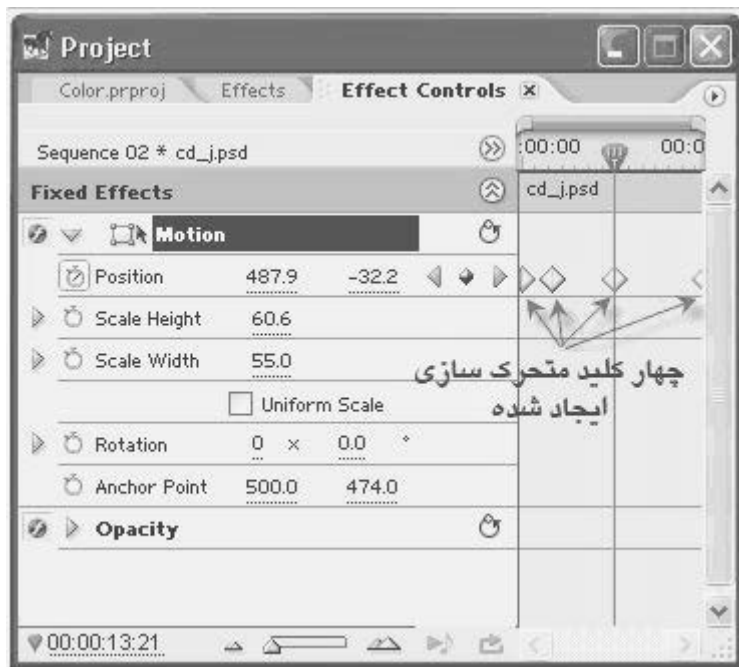 Project
Color.prproj Effects Effect Controls
Sequence 02 * cd_j.psd :00:00 00:0
Fixed Effects cd_j.psd
Motion
Position 487.9 -32.2
Scale Height 60.6
Scale Width 55.0
چهار کلید متحرک سازی
ایجاد شده
Uniform Scale
Rotation 0 x 0.0 °
Anchor Point 500.0 474.0
Opacity
00:00:13:21